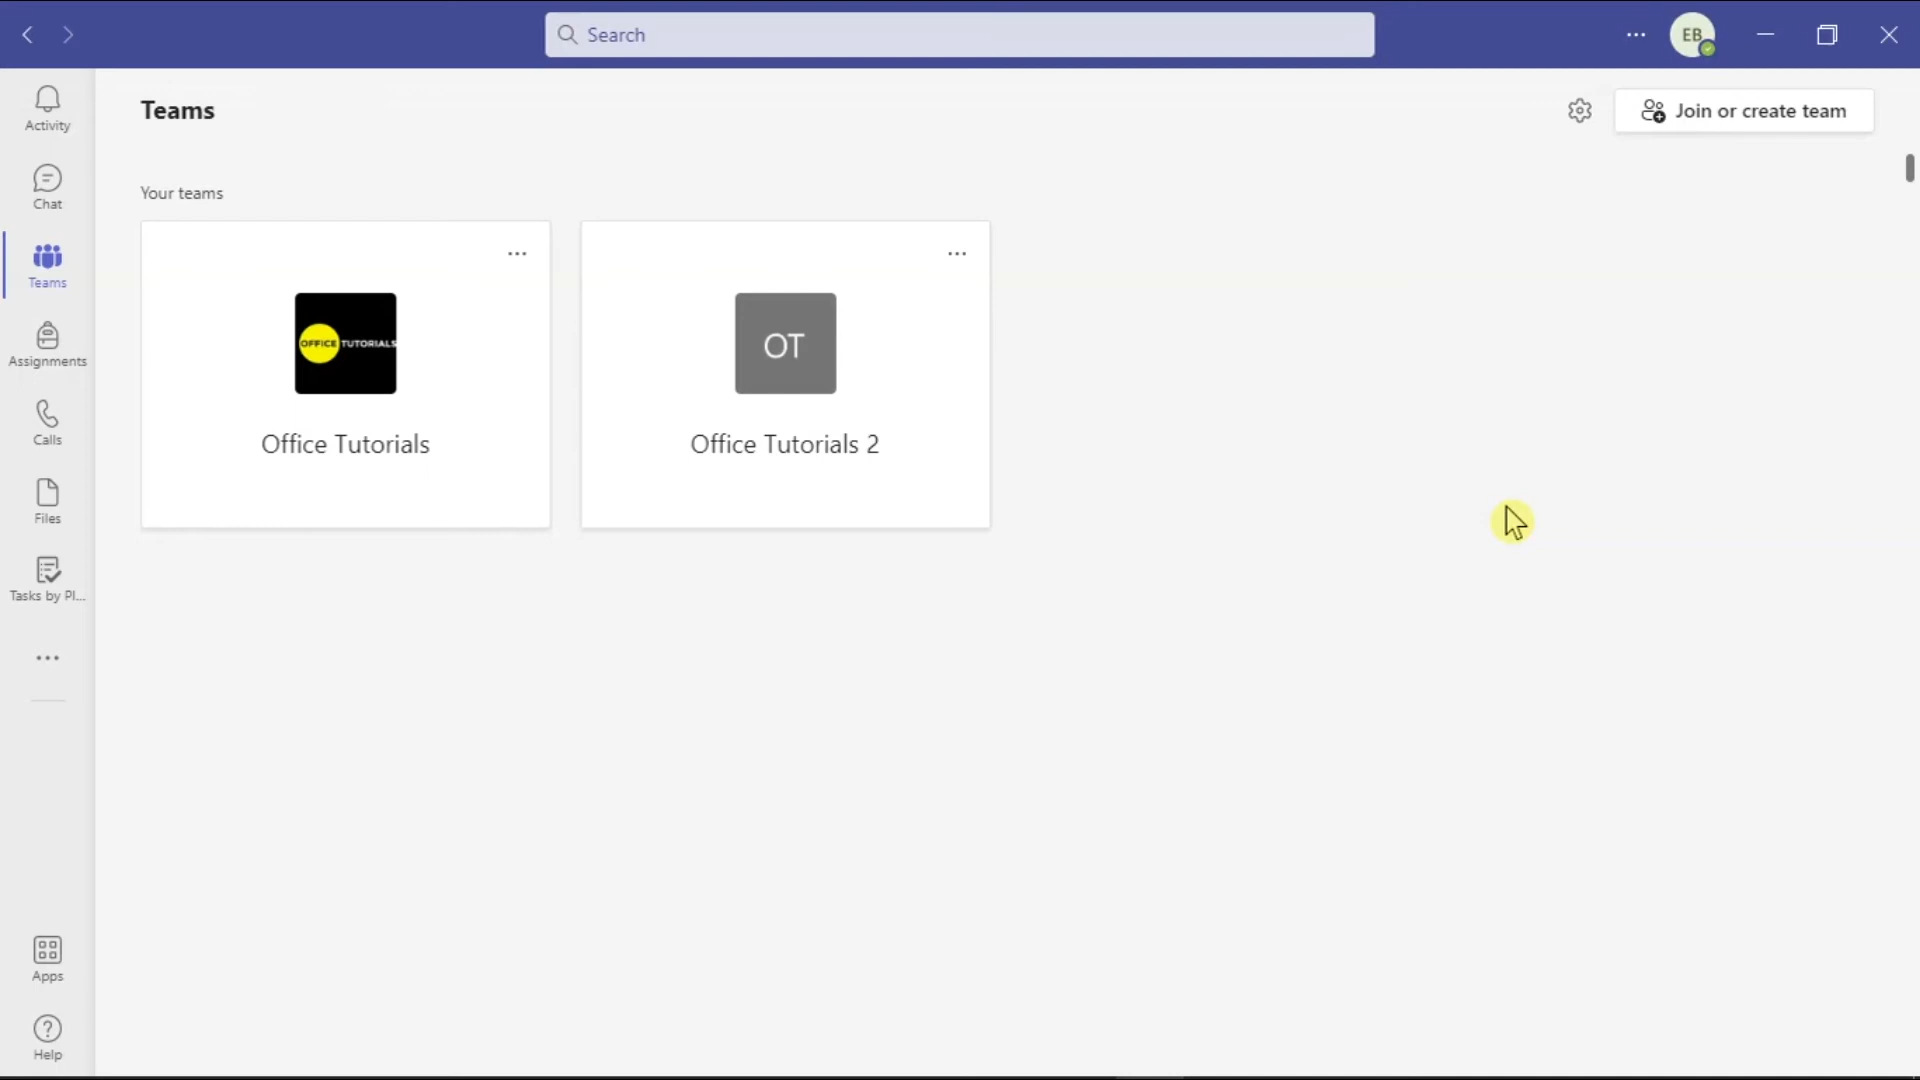 Search
EB
Activity
Chat
Teams
Assignments
Calls
Files
Tasks by Pl...
Apps
Help
Teams
Join or create team
Your teams
OFFICE TUTORIALS
Office Tutorials
OT
Office Tutorials 2